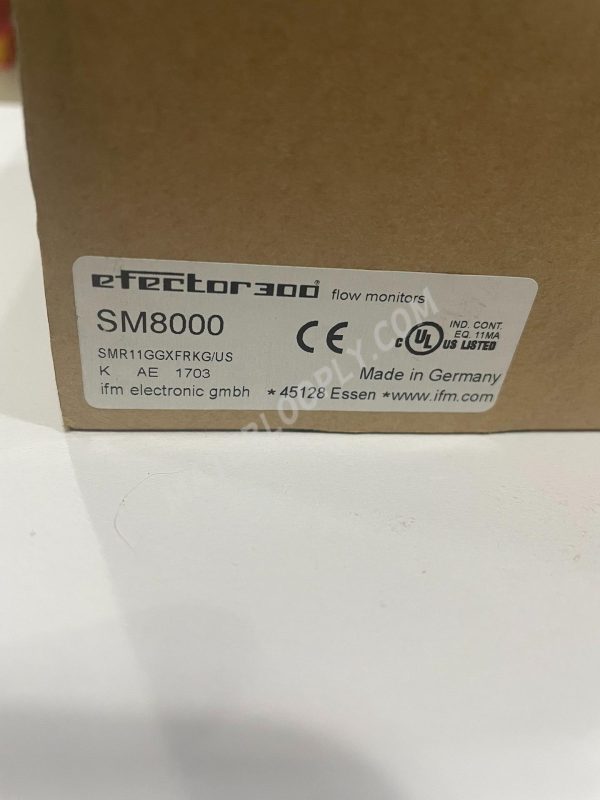 efector300® flow monitors
SM8000
SMR11GGXFRKG/US
K AE 1703
ifm electronic gmbh * 45128 Essen * www.ifm.com
CE
C UL US LISTED
IND. CONT.
EQ. 11MA
Made in Germany